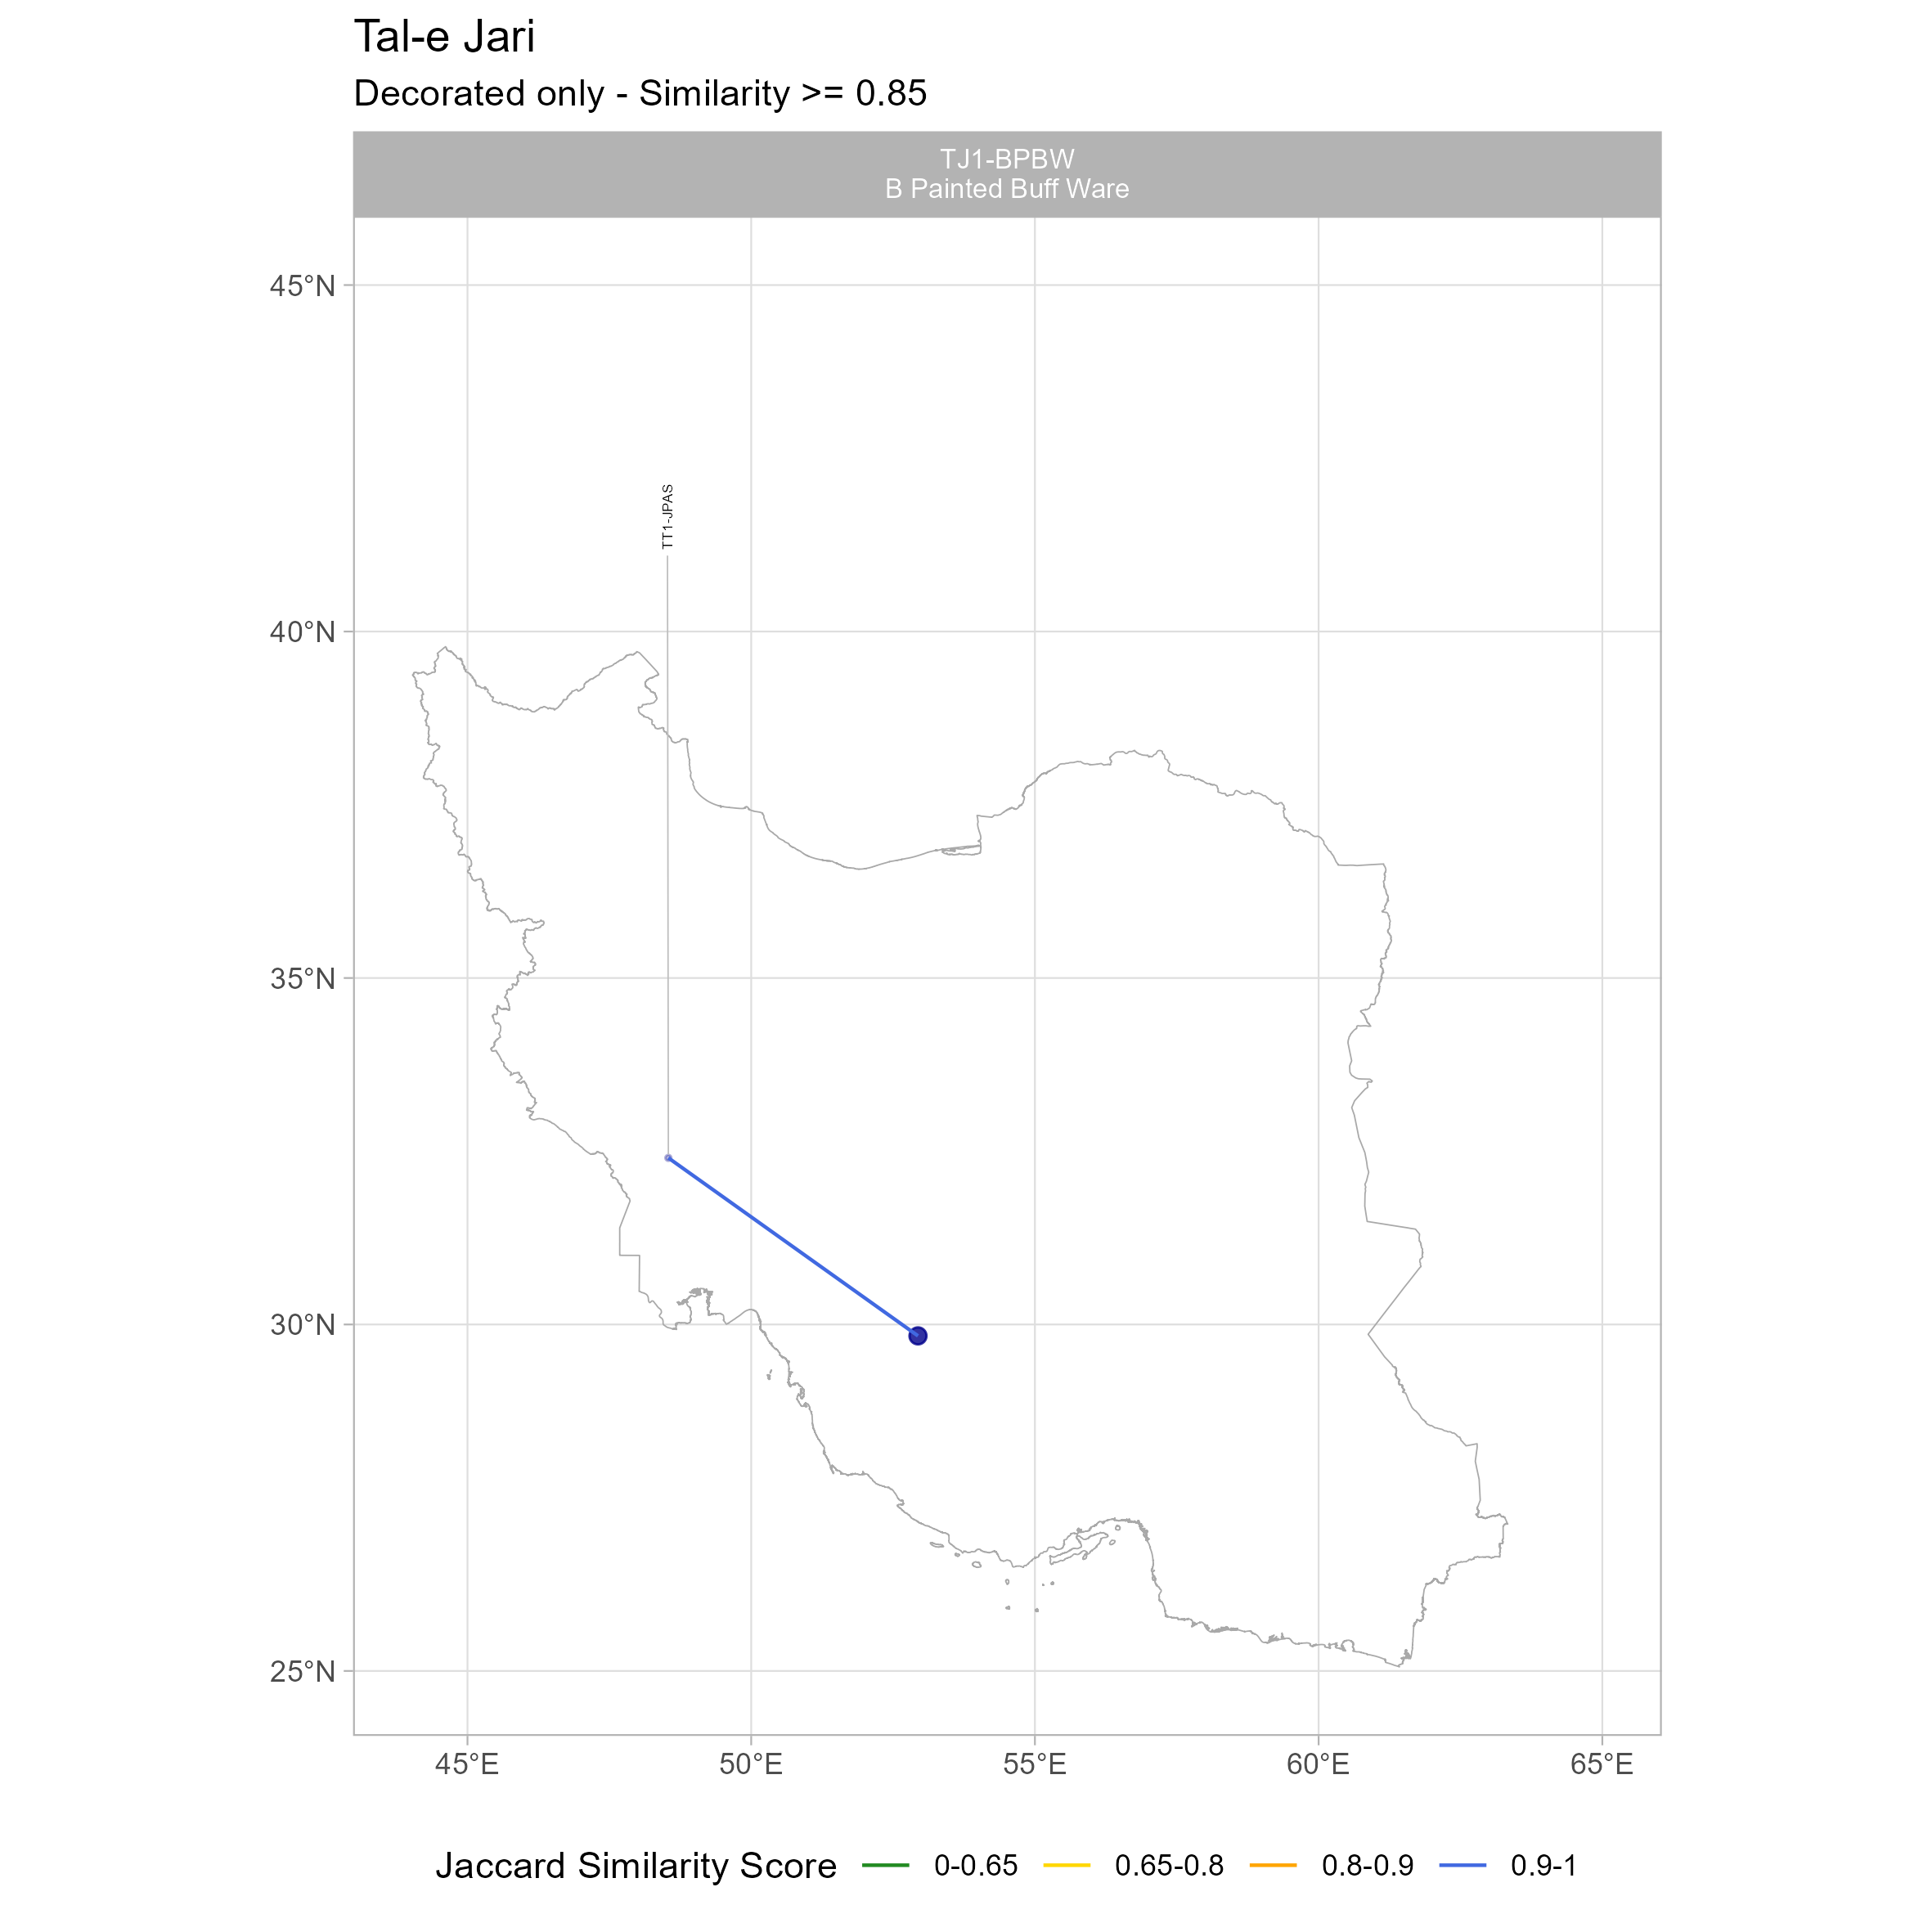 Tal-e Jari
Decorated only - Similarity >= 0.85
TJ1-BPBW
B Painted Buff Ware
45°N
TT1-JPAS
40°N
35°N
30°N
25°N
45°E 50°E 55°E 60°E 65°E
Jaccard Similarity Score 0-0.65 0.65-0.8 0.8-0.9 0.9-1